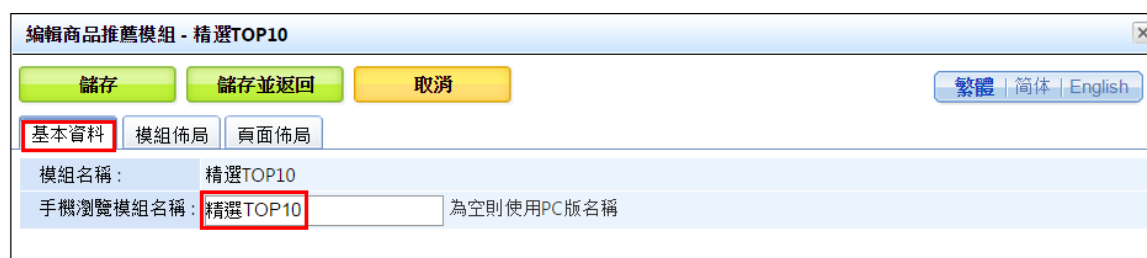 編輯商品推薦模組 - 精選TOP10
儲存 儲存並返回 取消 繁體 | 简体 | English
基本資料 模組佈局 頁面佈局
模組名稱 : 精選TOP10
手機瀏覽模組名稱 : 精選TOP10 為空則使用PC版名稱